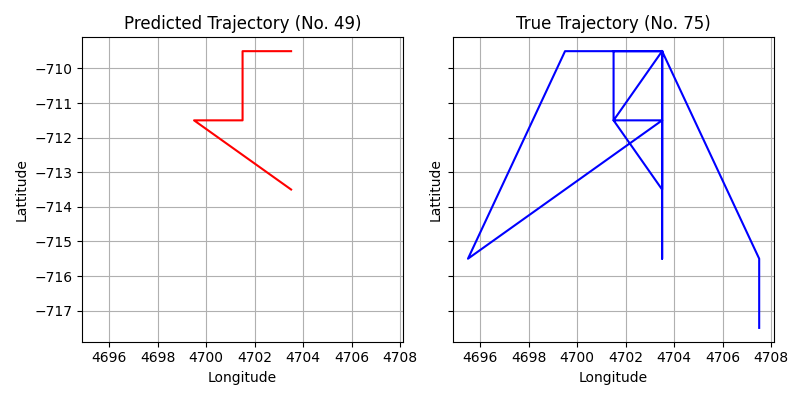 Predicted Trajectory (No. 49)
True Trajectory (No. 75)
Lattitude
−710
−711
−712
−713
−714
−715
−716
−717
4696 4698 4700 4702 4704 4706 4708
Longitude
Lattitude
4696 4698 4700 4702 4704 4706 4708
Longitude